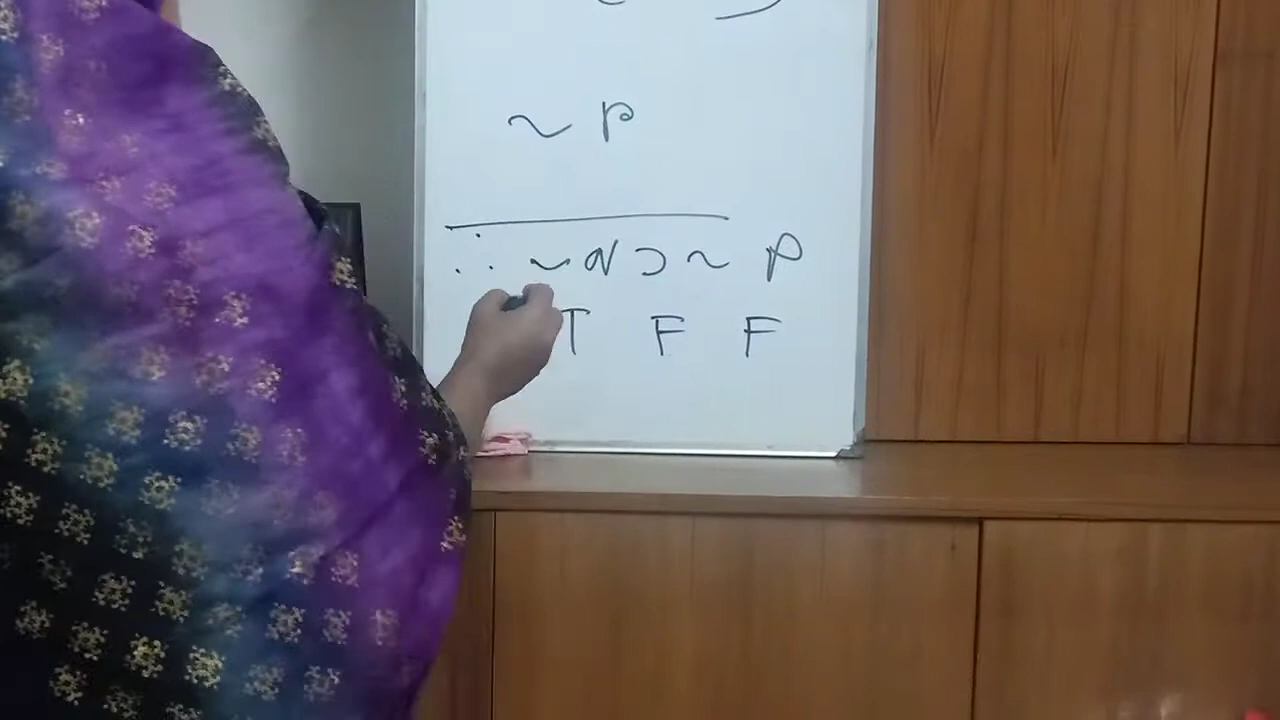 ~ p
∴ ~ q ⊃ ~ p
T F F